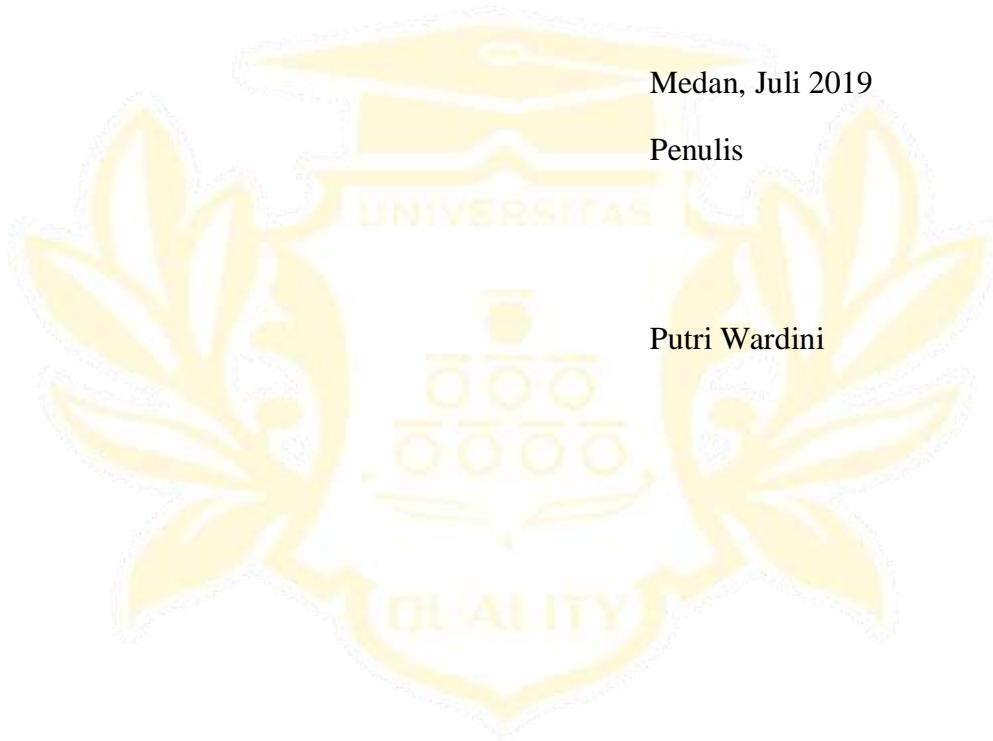 Medan, Juli 2019
Penulis
UNIVERSITAS
Putri Wardini
QUALITY